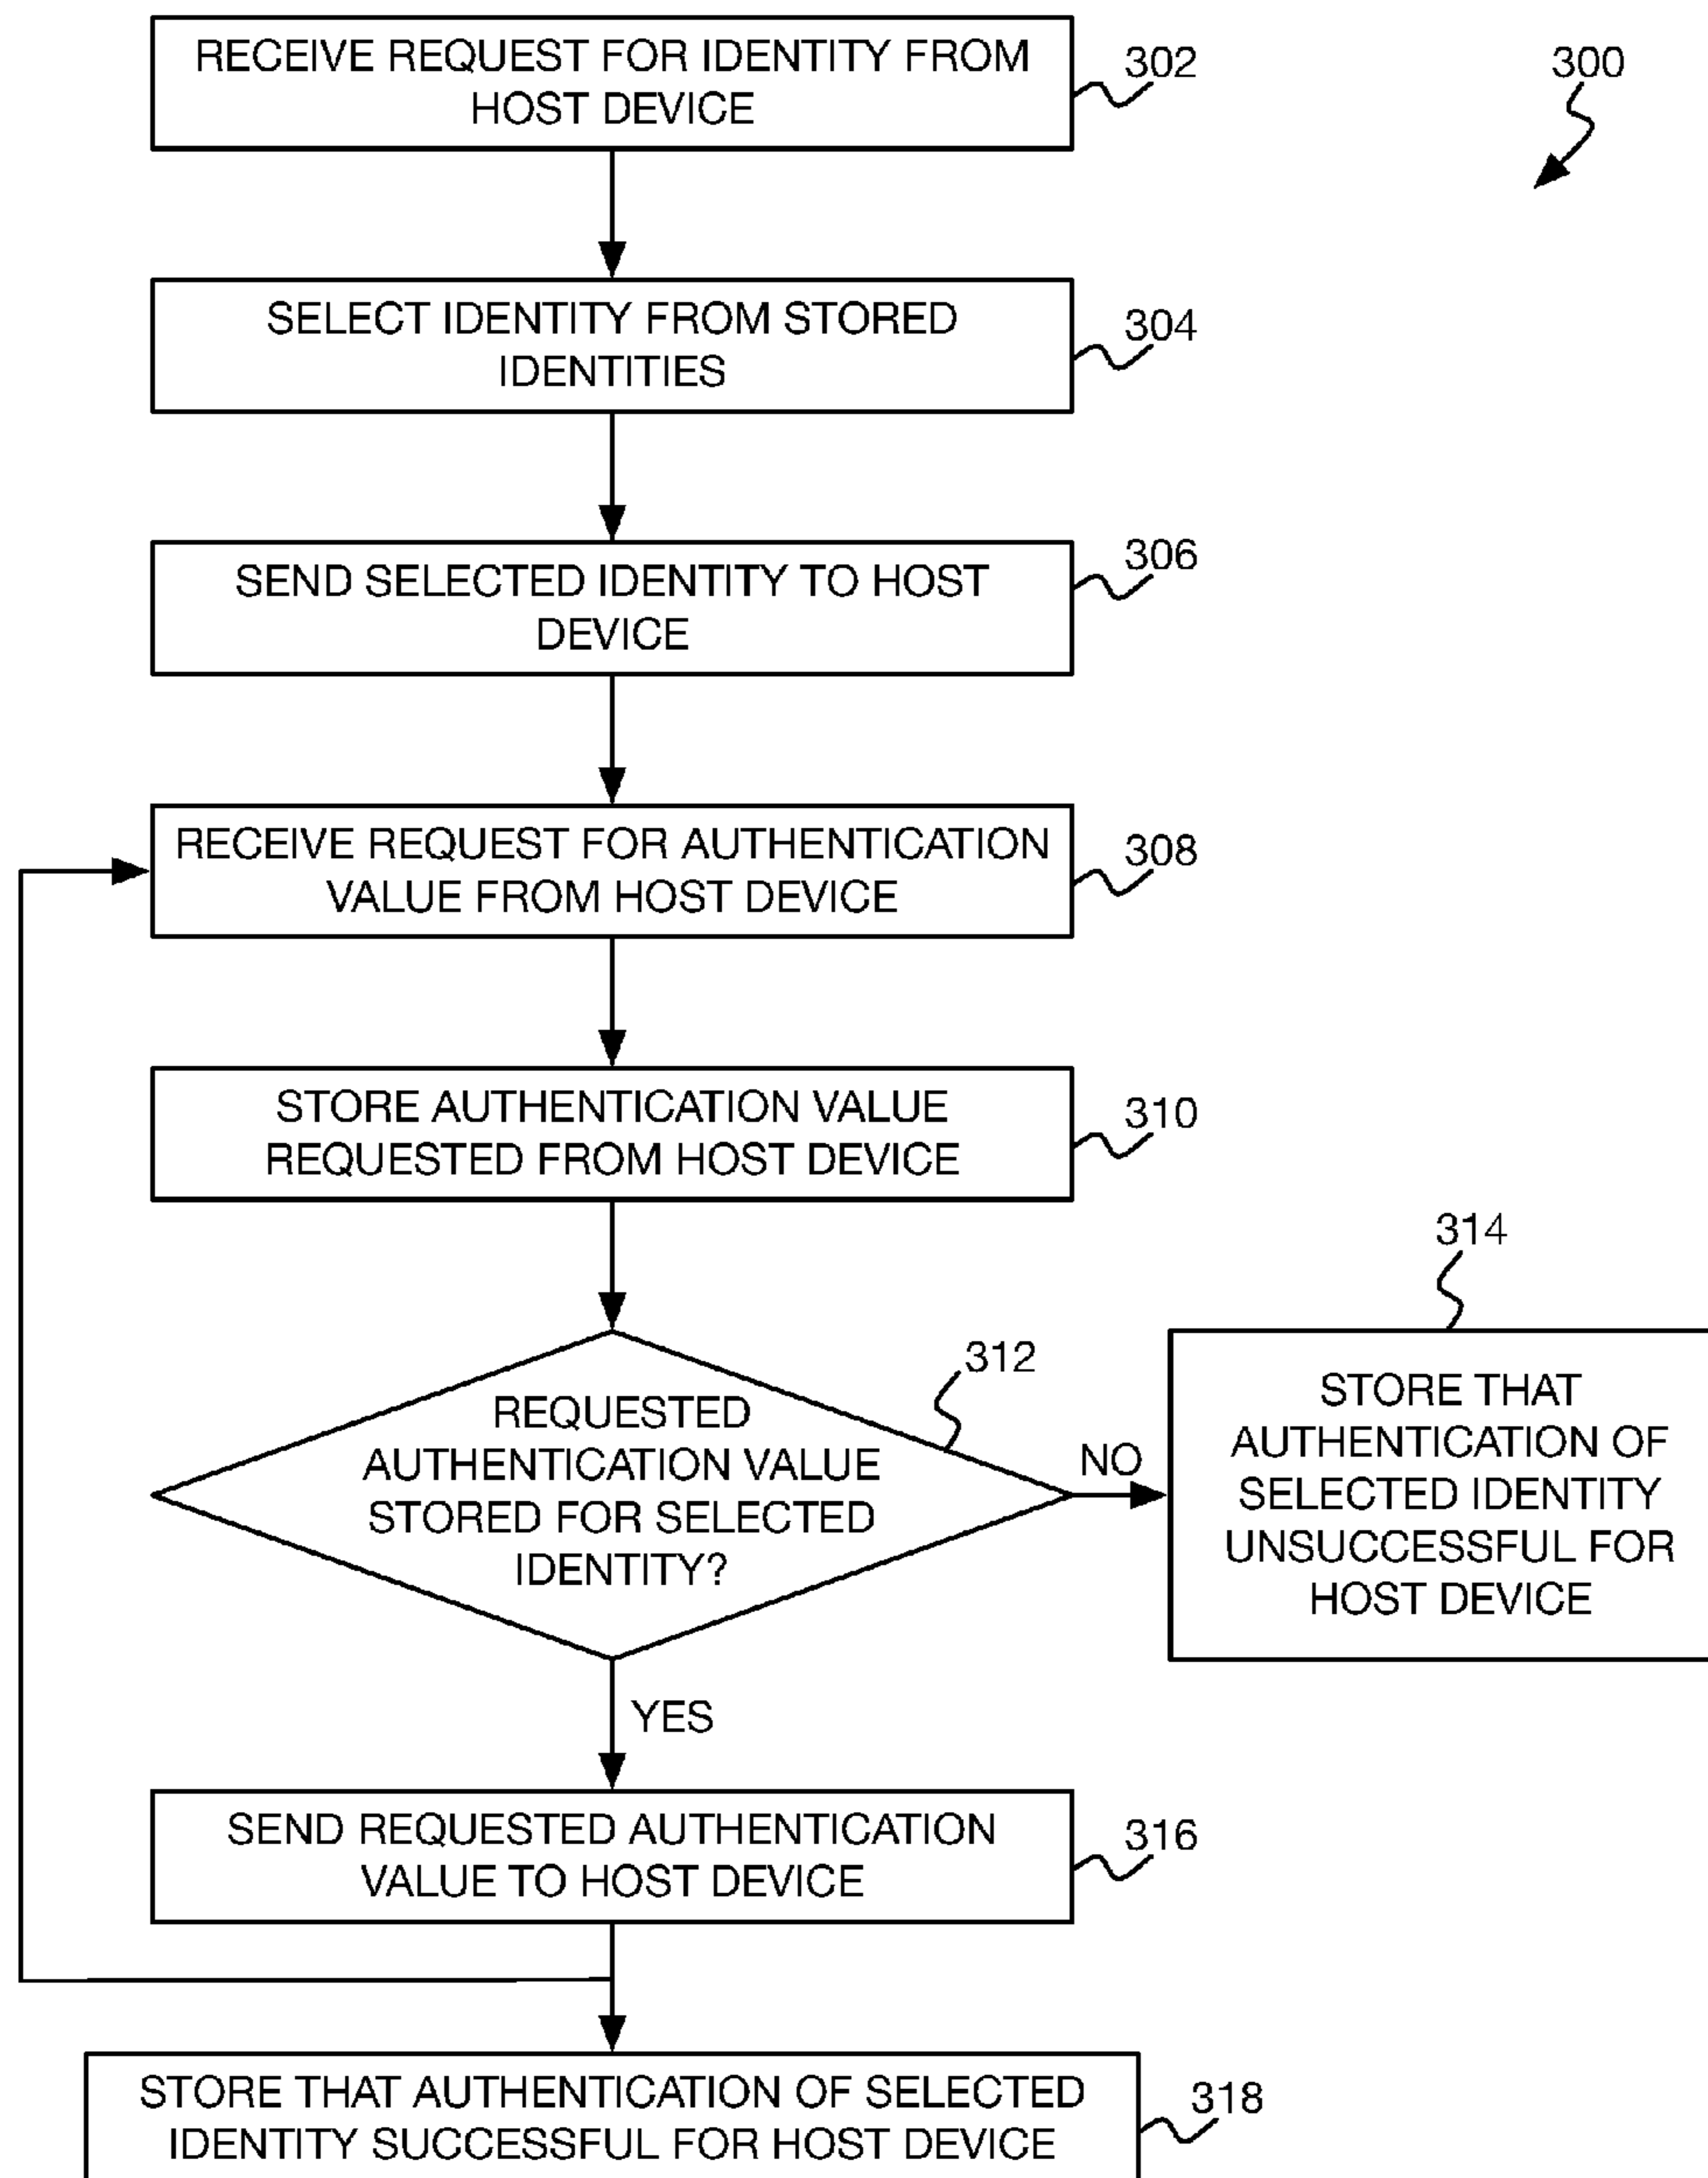 RECEIVE REQUEST FOR IDENTITY FROM
HOST DEVICE
302
300
SELECT IDENTITY FROM STORED
IDENTITIES
304
SEND SELECTED IDENTITY TO HOST
DEVICE
306
RECEIVE REQUEST FOR AUTHENTICATION
VALUE FROM HOST DEVICE
308
STORE AUTHENTICATION VALUE
REQUESTED FROM HOST DEVICE
310
REQUESTED
AUTHENTICATION VALUE
STORED FOR SELECTED
IDENTITY?
312
NO
314
STORE THAT
AUTHENTICATION OF
SELECTED IDENTITY
UNSUCCESSFUL FOR
HOST DEVICE
YES
SEND REQUESTED AUTHENTICATION
VALUE TO HOST DEVICE
316
STORE THAT AUTHENTICATION OF SELECTED
IDENTITY SUCCESSFUL FOR HOST DEVICE
318